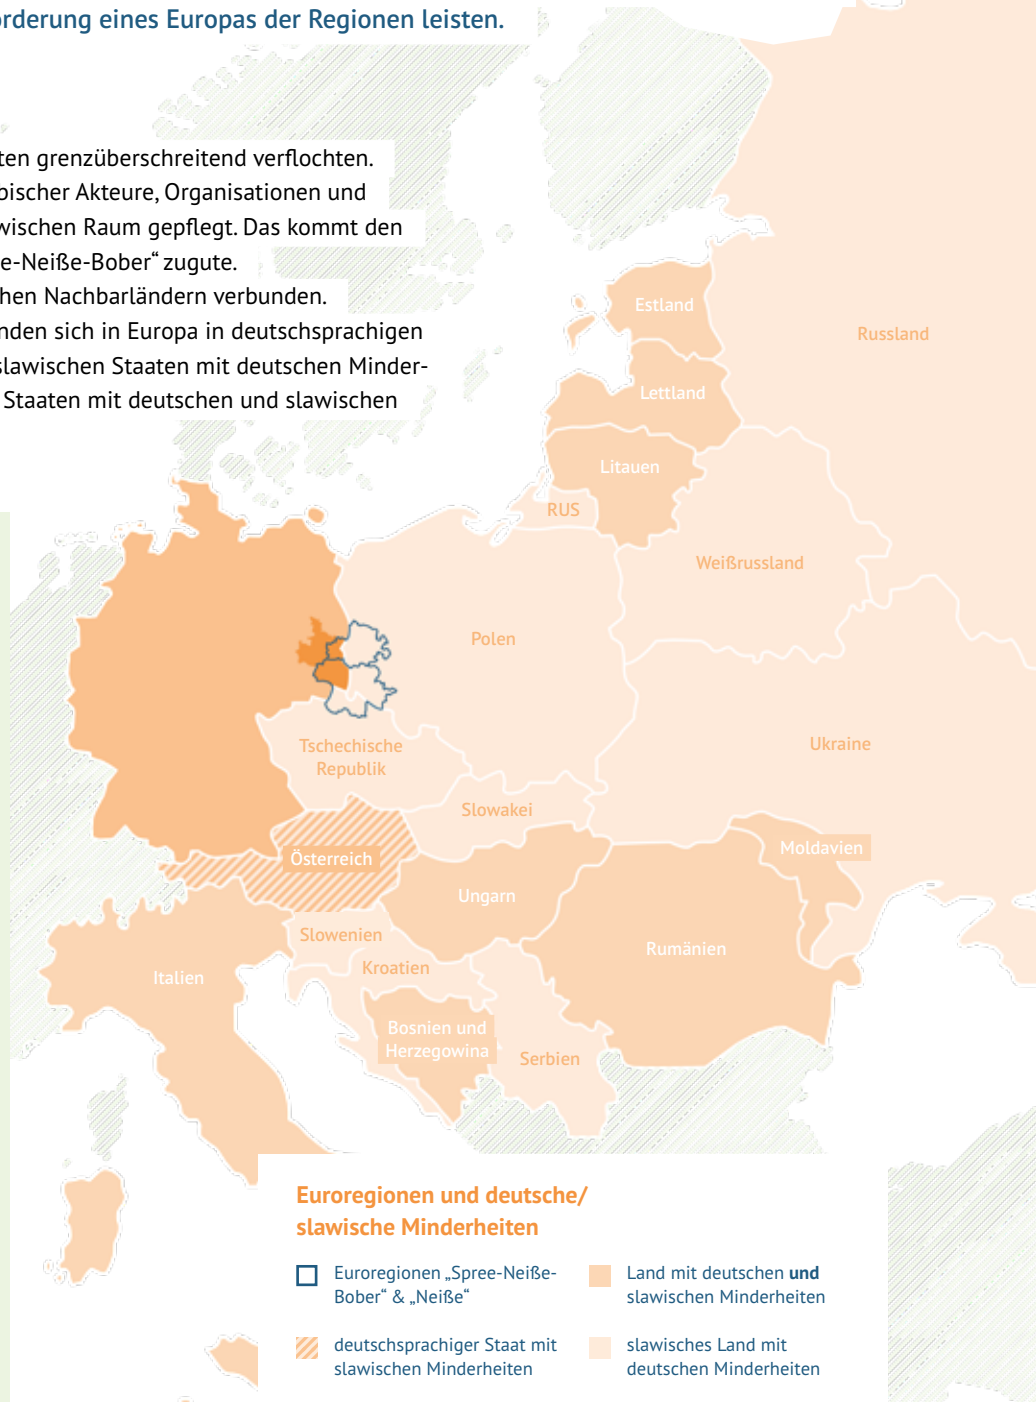 orderung eines Europas der Regionen leisten.
ten grenzüberschreitend verflochten.
bischer Akteure, Organisationen und
wischen Raum gepflegt. Das kommt den
e-Neiße-Bober“ zugute.
chen Nachbarländern verbunden.
nden sich in Europa in deutschsprachigen
slawischen Staaten mit deutschen Minder-
Staaten mit deutschen und slawischen
Estland
Russland
Lettland
Litauen
RUS
Weißrussland
Polen
Tschechische
Republik
Ukraine
Slowakei
Österreich
Moldavien
Ungarn
Slowenien
Rumänien
Kroatien
Italien
Bosnien und
Herzegowina
Serbien
Euroregionen und deutsche/
slawische Minderheiten
Euroregionen „Spree-Neiße-
Bober“ & „Neiße“
Land mit deutschen und
slawischen Minderheiten
deutschsprachiger Staat mit
slawischen Minderheiten
slawisches Land mit
deutschen Minderheiten